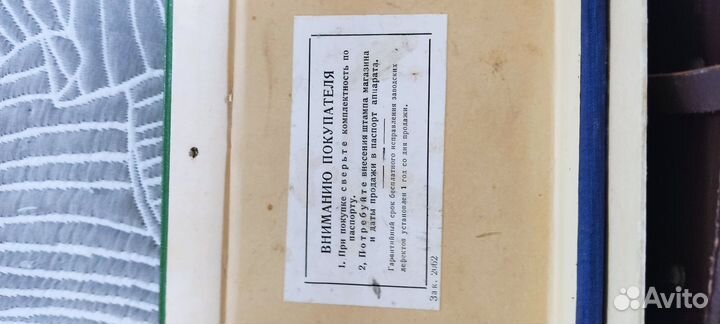 ВНИМАНИЮ ПОКУПАТЕЛЯ
1. При покупке сверьте комплектность по
паспорту.
2, Потребуйте внесения штампа магазина
и даты продажи в паспорт аппарата.
Гарантийный срок бесплатного исправления заводских
дефектов установлен 1 год со дня продажи.
Зак. 2662
Avito